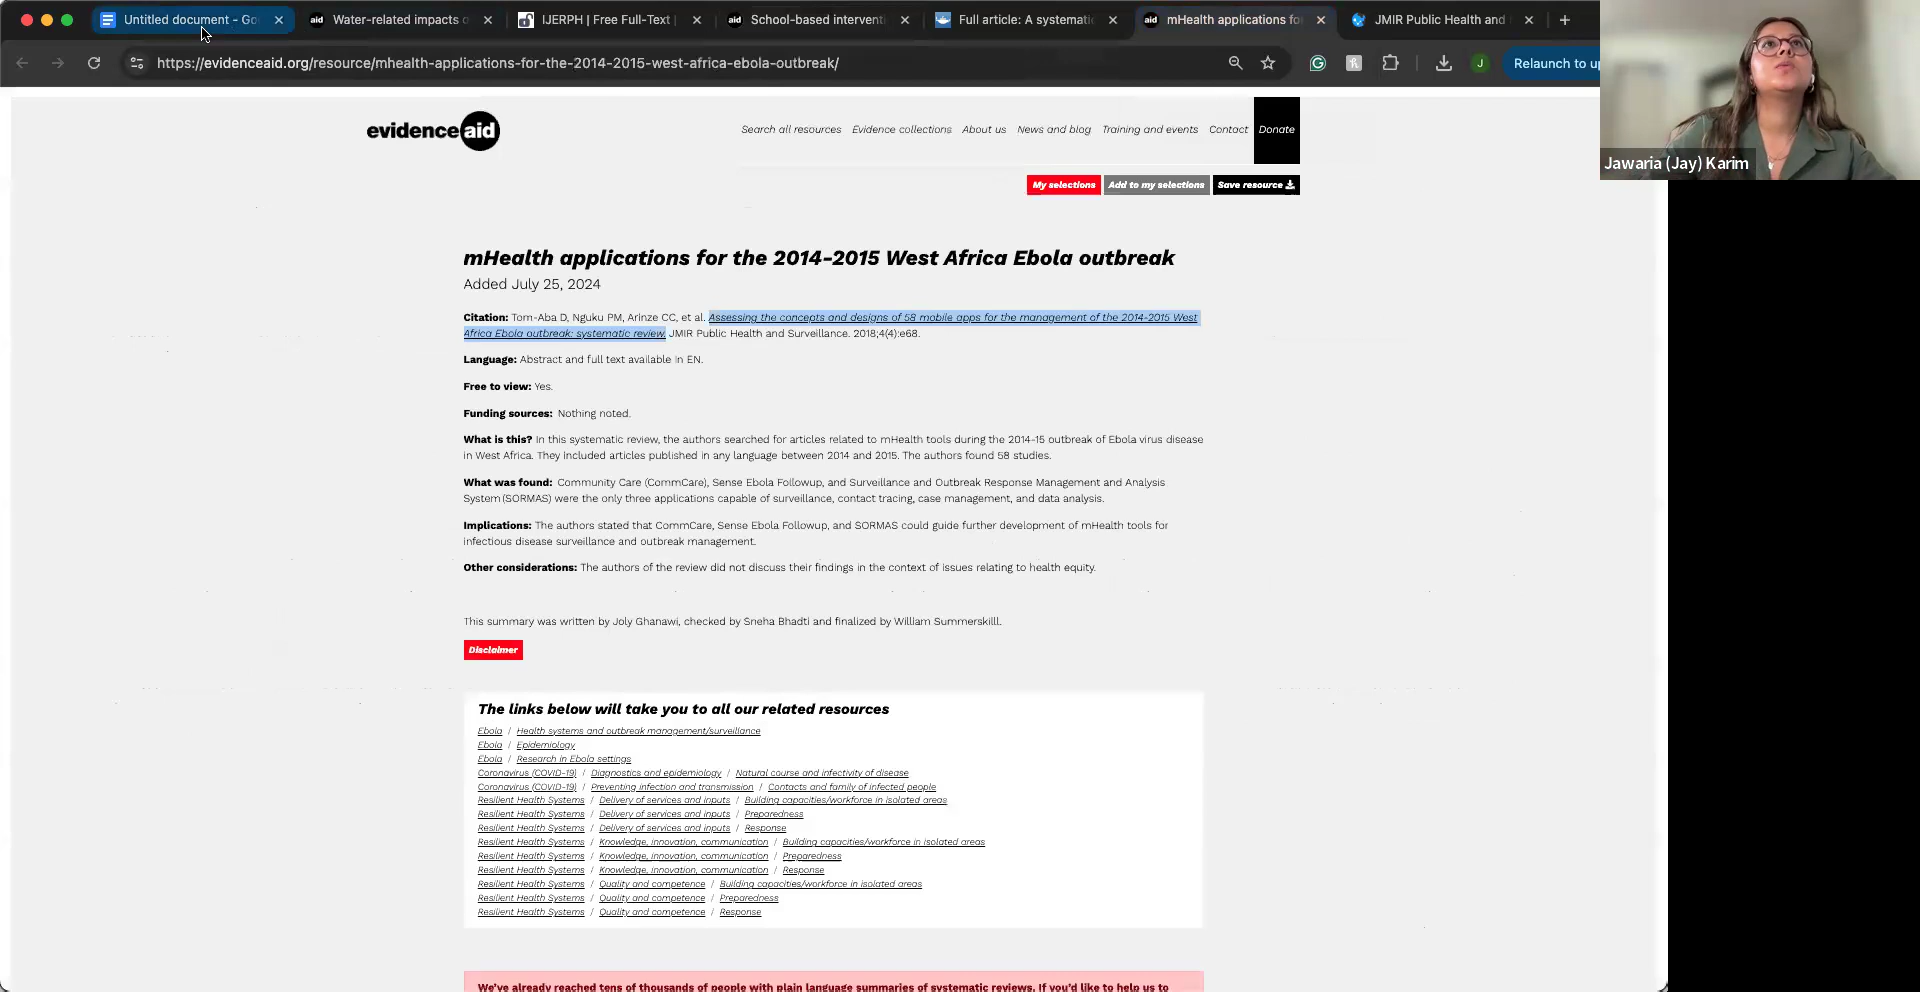 Untitled document - Go
Water-related impacts o
IJERPH | Free Full-Text |
School-based interventi
Full article: A systemati
mHealth applications fo
JMIR Public Health and
https://evidenceaid.org/resource/mhealth-applications-for-the-2014-2015-west-africa-ebola-outbreak/
J
Relaunch to up
evidenceaid
Search all resources Evidence collections About us News and blog Training and events Contact Donate
My selections Add to my selections Save resource
Jawaria (Jay) Karim
mHealth applications for the 2014-2015 West Africa Ebola outbreak
Added July 25, 2024
Citation: Tom-Aba D, Nguku PM, Arinze CC, et al. Assessing the concepts and designs of 58 mobile apps for the management of the 2014-2015 West
Africa Ebola outbreak: systematic review. JMIR Public Health and Surveillance. 2018;4(4):e68.
Language: Abstract and full text available in EN.
Free to view: Yes.
Funding sources: Nothing noted.
What is this? In this systematic review, the authors searched for articles related to mHealth tools during the 2014-15 outbreak of Ebola virus disease
in West Africa. They included articles published in any language between 2014 and 2015. The authors found 58 studies.
What was found: Community Care (CommCare), Sense Ebola Followup, and Surveillance and Outbreak Response Management and Analysis
System (SORMAS) were the only three applications capable of surveillance, contact tracing, case management, and data analysis.
Implications: The authors stated that CommCare, Sense Ebola Followup, and SORMAS could guide further development of mHealth tools for
infectious disease surveillance and outbreak management.
Other considerations: The authors of the review did not discuss their findings in the context of issues relating to health equity.
This summary was written by Joly Ghanawi, checked by Sneha Bhadti and finalized by William Summerskilll.
Disclaimer
The links below will take you to all our related resources
Ebola / Health systems and outbreak management/surveillance
Ebola / Epidemiology
Ebola / Research in Ebola settings
Coronavirus (COVID-19) / Diagnostics and epidemiology / Natural course and infectivity of disease
Coronavirus (COVID-19) / Preventing infection and transmission / Contacts and family of infected people
Resilient Health Systems / Delivery of services and inputs / Building capacities/workforce in isolated areas
Resilient Health Systems / Delivery of services and inputs / Preparedness
Resilient Health Systems / Delivery of services and inputs / Response
Resilient Health Systems / Knowledge, innovation, communication / Building capacities/workforce in isolated areas
Resilient Health Systems / Knowledge, innovation, communication / Preparedness
Resilient Health Systems / Knowledge, innovation, communication / Response
Resilient Health Systems / Quality and competence / Building capacities/workforce in isolated areas
Resilient Health Systems / Quality and competence / Preparedness
Resilient Health Systems / Quality and competence / Response
We've already reached tens of thousands of people with plain language summaries of systematic reviews. If you'd like to help us to